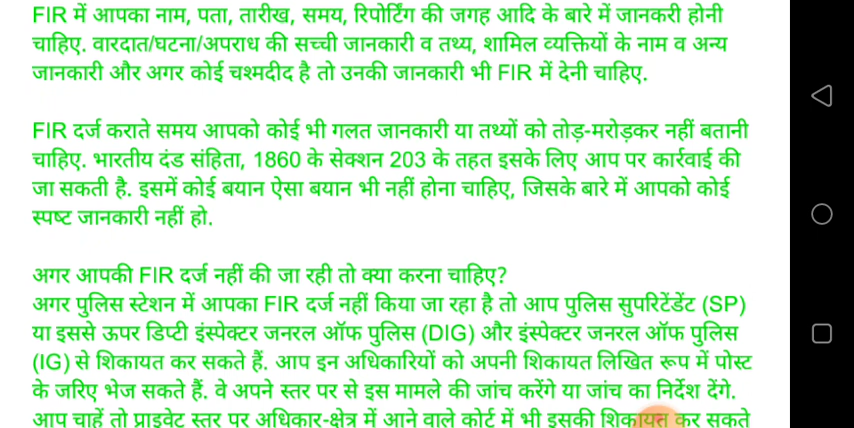 FIR में आपका नाम, पता, तारीख, समय, रिपोर्टिंग की जगह आदि के बारे में जानकरी होनी
चाहिए. वारदात/घटना/अपराध की सच्ची जानकारी व तथ्य, शामिल व्यक्तियों के नाम व अन्य
जानकारी और अगर कोई चश्मदीद है तो उनकी जानकारी भी FIR में देनी चाहिए.
FIR दर्ज कराते समय आपको कोई भी गलत जानकारी या तथ्यों को तोड़-मरोड़कर नहीं बतानी
चाहिए. भारतीय दंड संहिता, 1860 के सेक्शन 203 के तहत इसके लिए आप पर कार्रवाई की
जा सकती है. इसमें कोई बयान ऐसा बयान भी नहीं होना चाहिए, जिसके बारे में आपको कोई
स्पष्ट जानकारी नहीं हो.
अगर आपकी FIR दर्ज नहीं की जा रही तो क्या करना चाहिए?
अगर पुलिस स्टेशन में आपका FIR दर्ज नहीं किया जा रहा है तो आप पुलिस सुपरिटेंडेंट (SP)
या इससे ऊपर डिप्टी इंस्पेक्टर जनरल ऑफ पुलिस (DIG) और इंस्पेक्टर जनरल ऑफ पुलिस
(IG) से शिकायत कर सकते हैं. आप इन अधिकारियों को अपनी शिकायत लिखित रूप में पोस्ट
के जरिए भेज सकते हैं. वे अपने स्तर पर से इस मामले की जांच करेंगे या जांच का निर्देश देंगे.
आप चाहें तो प्राइवेट स्तर पर अधिकार-क्षेत्र में आने वाले कोर्ट में भी इसकी शिकायत कर सकते